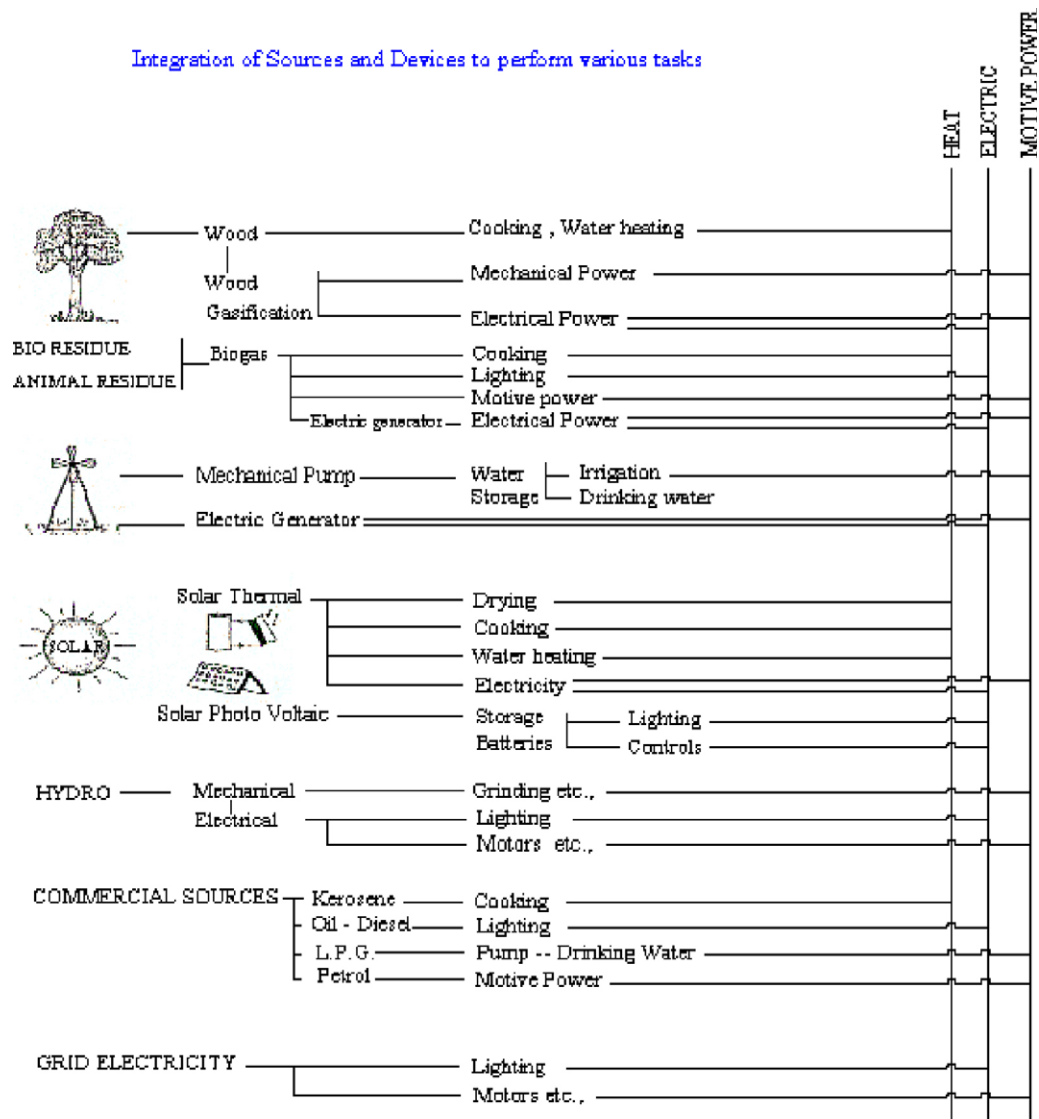 Integration of Sources and Devices to perform various tasks
HEAT
ELECTRIC
MOTIVE POWER
Wood Cooking , Water heating
Wood Gasification
Mechanical Power
Electrical Power
BIO RESIDUE
ANIMAL RESIDUE
Biogas Cooking
Lighting
Motive power
Electric generator Electrical Power
Mechanical Pump Water Storage Irrigation
Drinking water
Electric Generator
SOLAR
Solar Thermal Drying
Cooking
Water heating
Electricity
Solar Photo Voltaic Storage Batteries Lighting
Controls
HYDRO Mechanical Grinding etc.,
Electrical Lighting
Motors etc.,
COMMERCIAL SOURCES Kerosene Cooking
Oil - Diesel Lighting
L.P.G. Pump -- Drinking Water
Petrol Motive Power
GRID ELECTRICITY Lighting
Motors etc.,